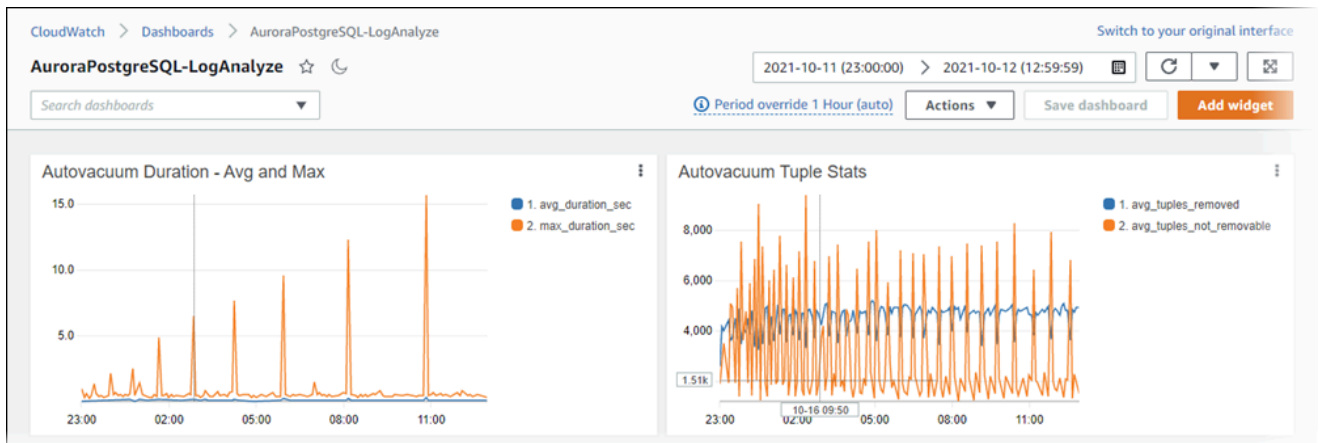 CloudWatch > Dashboards > AuroraPostgreSQL-LogAnalyze
Switch to your original interface
AuroraPostgreSQL-LogAnalyze
2021-10-11 (23:00:00) > 2021-10-12 (12:59:59)
Search dashboards
Period override 1 Hour (auto)
Actions
Save dashboard
Add widget
Autovacuum Duration - Avg and Max
15.0
10.0
5.0
23:00 02:00 05:00 08:00 11:00
1. avg_duration_sec
2. max_duration_sec
Autovacuum Tuple Stats
8,000
6,000
4,000
1.51k
10-16 09:50
23:00 02:00 05:00 08:00 11:00
1. avg_tuples_removed
2. avg_tuples_not_removable